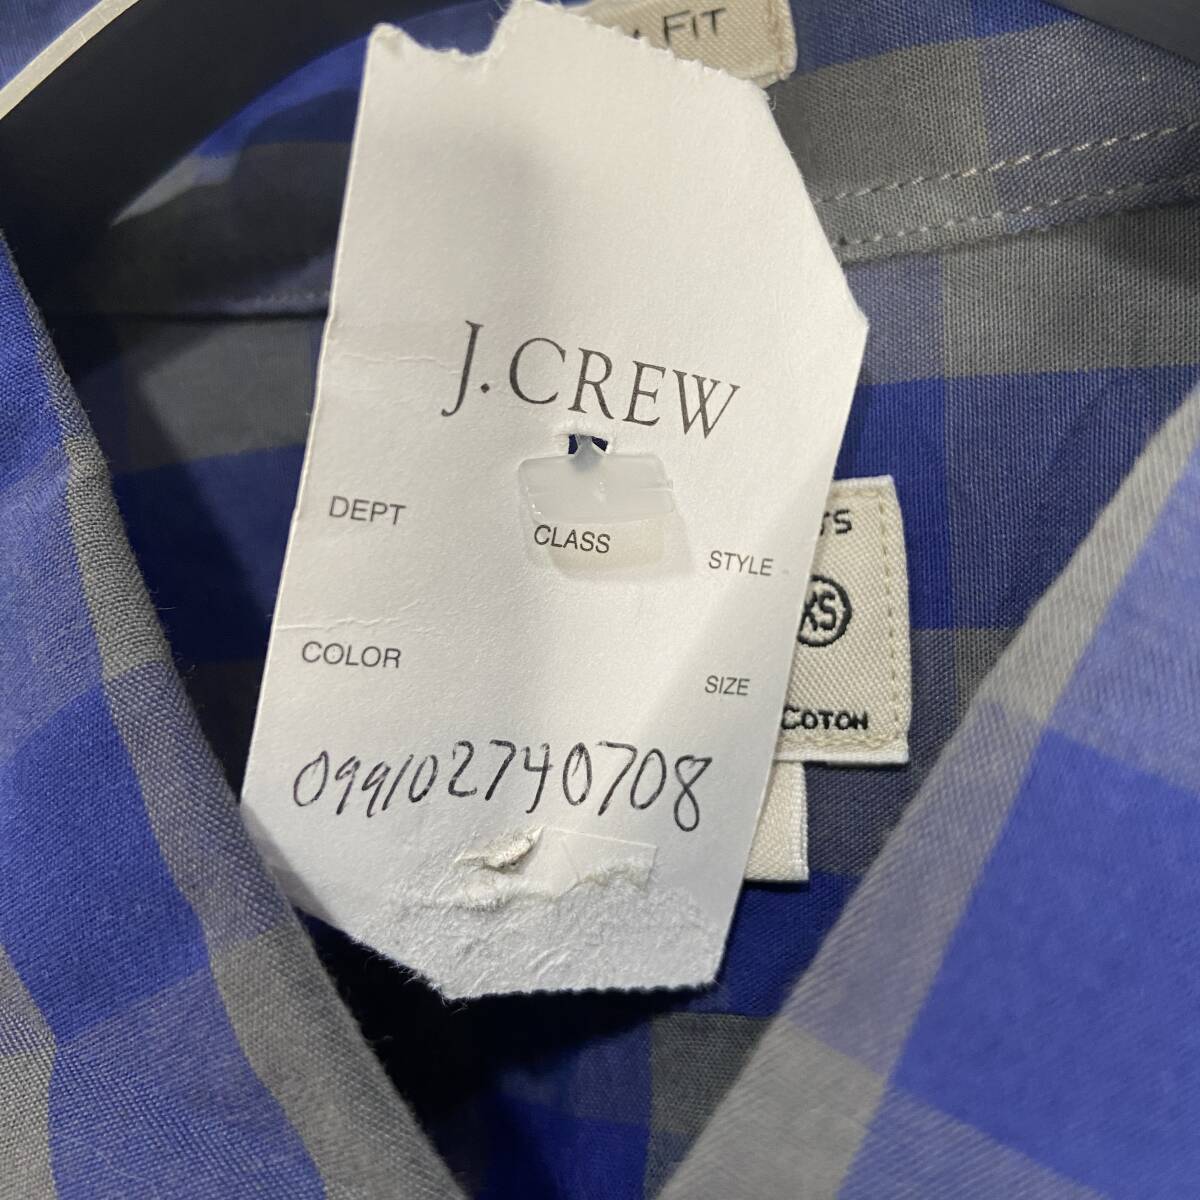 FIT
J.CREW
DEPT
CLASS
STYLE
COLOR
SIZE
XS
COTON
099102740708